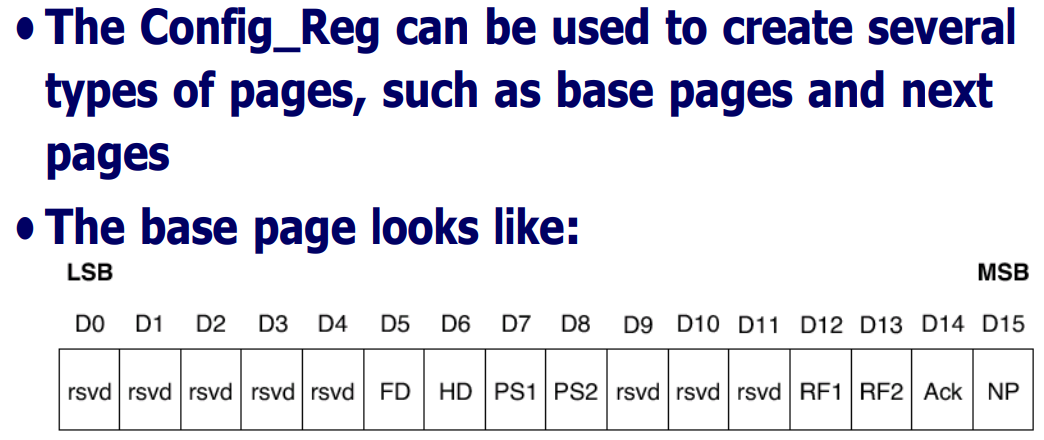 • The Config_Reg can be used to create several
types of pages, such as base pages and next
pages
• The base page looks like:
LSB MSB
D0 D1 D2 D3 D4 D5 D6 D7 D8 D9 D10 D11 D12 D13 D14 D15
rsvd rsvd rsvd rsvd rsvd FD HD PS1 PS2 rsvd rsvd rsvd RF1 RF2 Ack NP